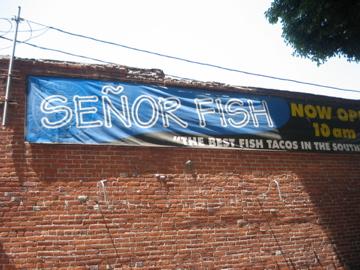 SEÑOR FISH
NOW OP
10 am
"THE BEST FISH TACOS IN THE SOUTH